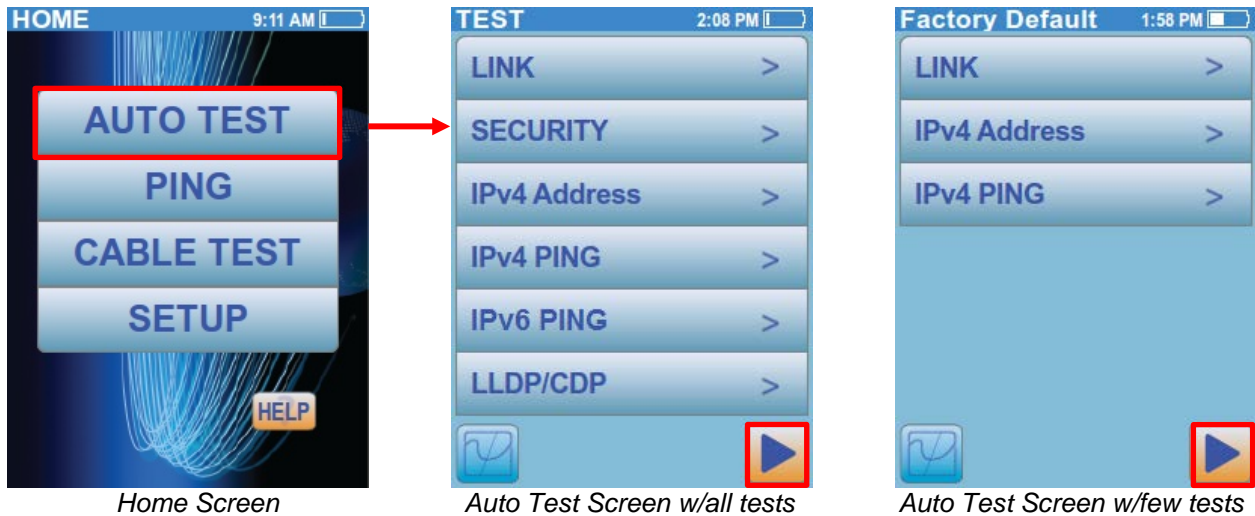 HOME 9:11 AM
AUTO TEST
PING
CABLE TEST
SETUP
HELP
Home Screen
TEST 2:08 PM
LINK >
SECURITY >
IPv4 Address >
IPv4 PING >
IPv6 PING >
LLDP/CDP >
Auto Test Screen w/all tests
Factory Default 1:58 PM
LINK >
IPv4 Address >
IPv4 PING >
Auto Test Screen w/few tests